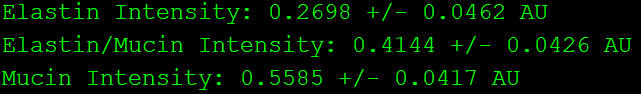 Elastin Intensity: 0.2698 +/- 0.0462 AU
Elastin/Mucin Intensity: 0.4144 +/- 0.0426 AU
Mucin Intensity: 0.5585 +/- 0.0417 AU